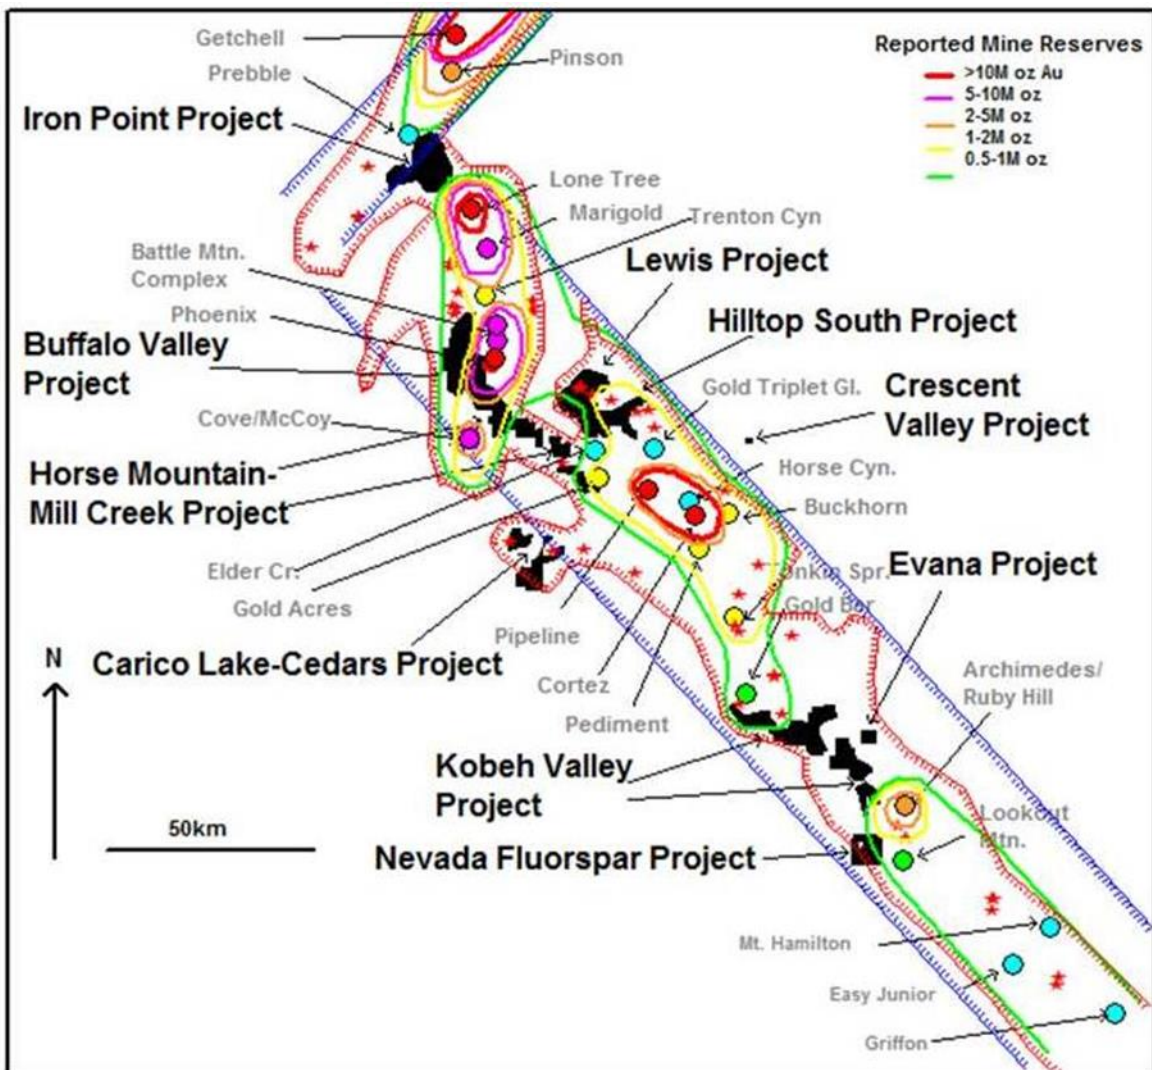 Getchell
Prebble
Pinson
Reported Mine Reserves
>10M oz Au
5-10M oz
2-5M oz
1-2M oz
0.5-1M oz
Iron Point Project
Lone Tree
Marigold
Trenton Cyn
Battle Mtn.
Complex
Phoenix
Lewis Project
Hilltop South Project
Buffalo Valley
Project
Gold Triplet Gl.
Crescent
Valley Project
Cove/McCoy
Horse Mountain-
Mill Creek Project
Horse Cyn.
Buckhorn
Elder Cr.
Gold Acres
Spr.
Gold Bar
Evana Project
Pipeline
N
Carico Lake-Cedars Project
Cortez
Pediment
Archimedes/
Ruby Hill
Kobeh Valley
Project
50km
Lookout
Mtn.
Nevada Fluorspar Project
Mt. Hamilton
Easy Junior
Griffon